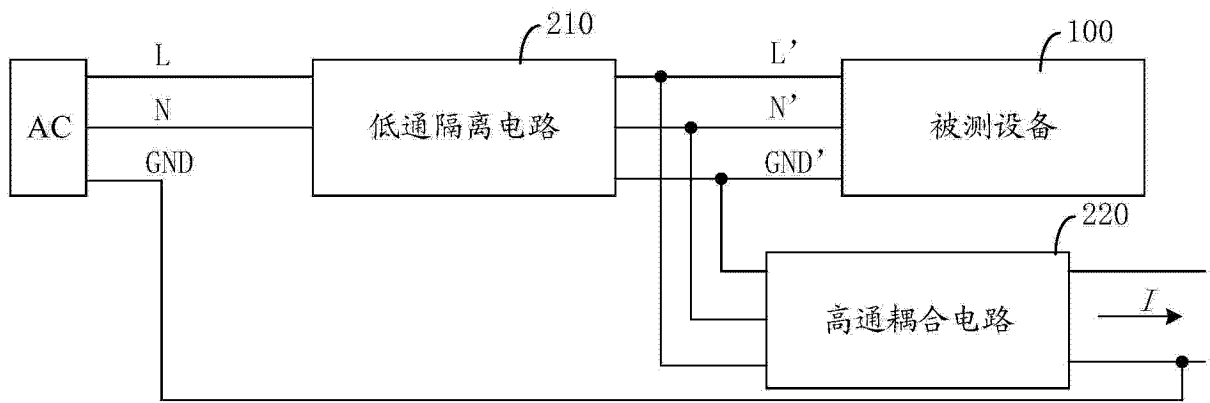 210
100
L
L'
AC
N
低通隔离电路
N'
被测设备
GND
GND'
220
高通耦合电路
I